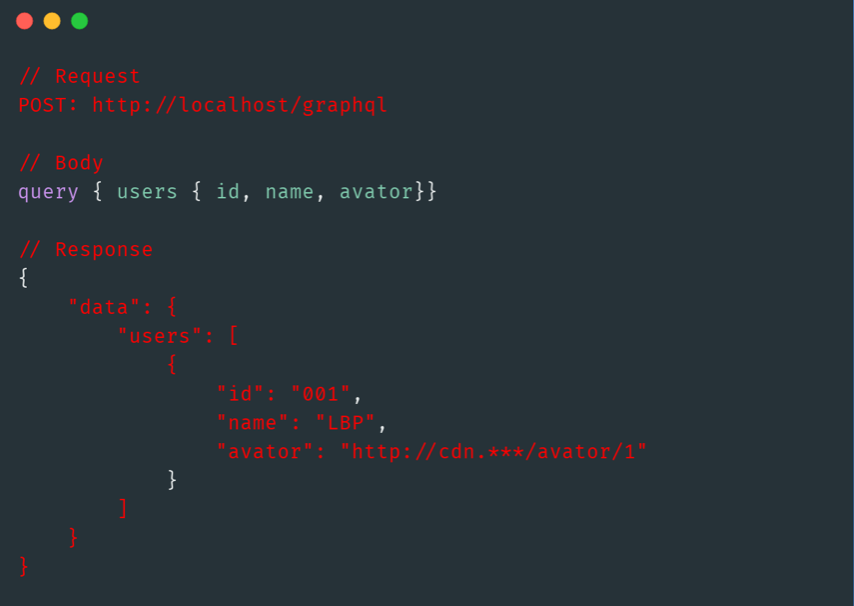 // Request
POST: http://localhost/graphql
// Body
query { users { id, name, avator}}
// Response
{
"data": {
"users": [
{
"id": "001",
"name": "LBP",
"avator": "http://cdn.***/avator/1"
}
]
}
}